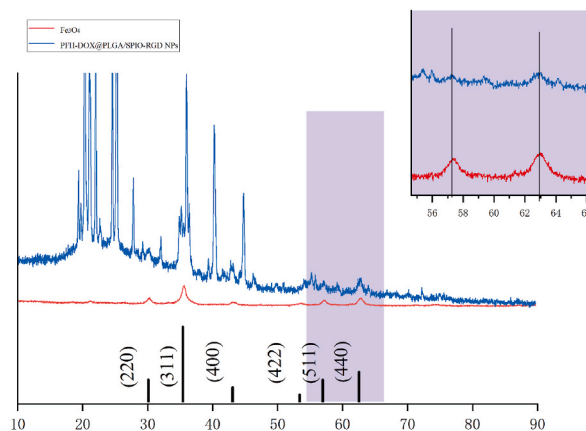 Fe3O4
PFH-DOX@PLGA/SPIO-RGD NPs
56 58 60 62 64 66
(220) (311) (400) (422) (511) (440)
10 20 30 40 50 60 70 80 90